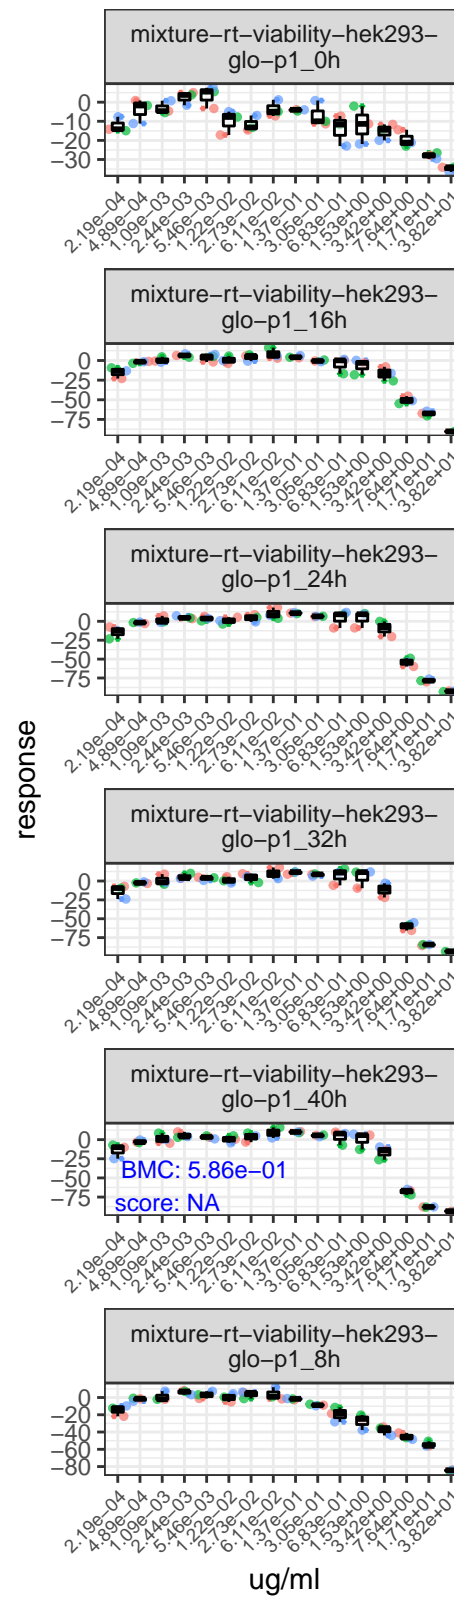 mixture−rt−viability−hek293−
glo−p1_0h
0
−10
−20
−30
2.19e−04
4.89e−04
1.09e−03
2.44e−03
5.46e−03
1.22e−02
2.73e−02
6.11e−02
1.37e−01
3.05e−01
6.83e−01
1.53e+00
3.42e+00
7.64e+00
1.71e+01
3.82e+01
mixture−rt−viability−hek293−
glo−p1_16h
0
−25
−50
−75
2.19e−04
4.89e−04
1.09e−03
2.44e−03
5.46e−03
1.22e−02
2.73e−02
6.11e−02
1.37e−01
3.05e−01
6.83e−01
1.53e+00
3.42e+00
7.64e+00
1.71e+01
3.82e+01
mixture−rt−viability−hek293−
glo−p1_24h
0
−25
−50
−75
2.19e−04
4.89e−04
1.09e−03
2.44e−03
5.46e−03
1.22e−02
2.73e−02
6.11e−02
1.37e−01
3.05e−01
6.83e−01
1.53e+00
3.42e+00
7.64e+00
1.71e+01
3.82e+01
response
mixture−rt−viability−hek293−
glo−p1_32h
0
−25
−50
−75
2.19e−04
4.89e−04
1.09e−03
2.44e−03
5.46e−03
1.22e−02
2.73e−02
6.11e−02
1.37e−01
3.05e−01
6.83e−01
1.53e+00
3.42e+00
7.64e+00
1.71e+01
3.82e+01
mixture−rt−viability−hek293−
glo−p1_40h
0
−25
−50
−75
BMC: 5.86e−01
score: NA
2.19e−04
4.89e−04
1.09e−03
2.44e−03
5.46e−03
1.22e−02
2.73e−02
6.11e−02
1.37e−01
3.05e−01
6.83e−01
1.53e+00
3.42e+00
7.64e+00
1.71e+01
3.82e+01
mixture−rt−viability−hek293−
glo−p1_8h
0
−20
−40
−60
−80
2.19e−04
4.89e−04
1.09e−03
2.44e−03
5.46e−03
1.22e−02
2.73e−02
6.11e−02
1.37e−01
3.05e−01
6.83e−01
1.53e+00
3.42e+00
7.64e+00
1.71e+01
3.82e+01
ug/ml